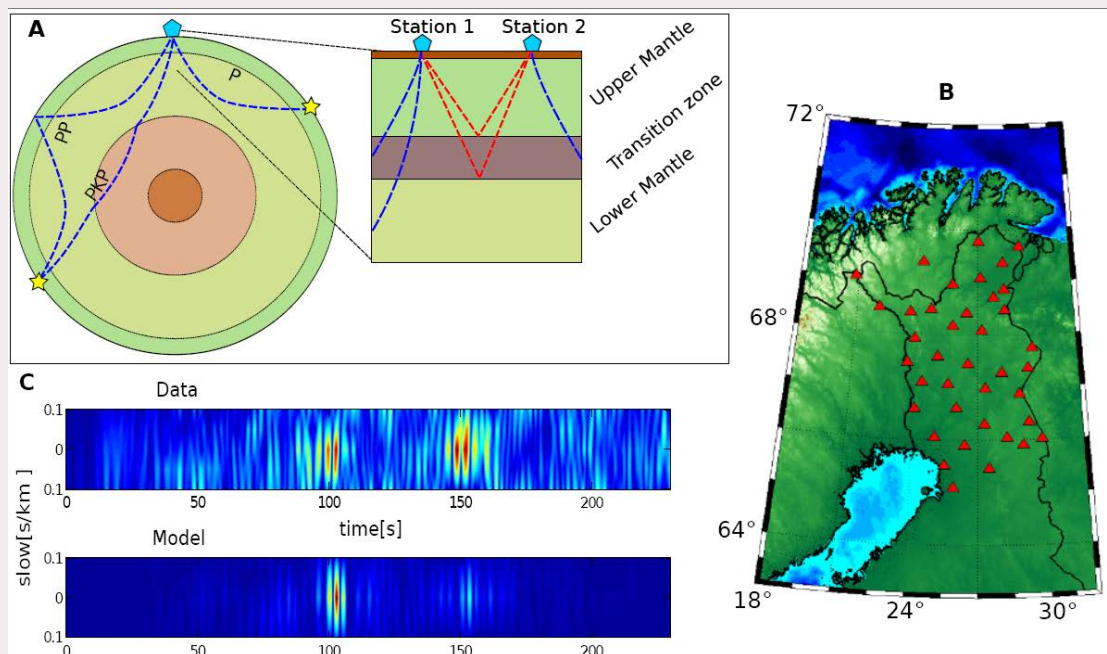 A
Station 1
Station 2
P
PP
PKP
Upper Mantle
Transition zone
Lower Mantle
B
72°
68°
64°
18°
24°
30°
C
Data
0.1
0
0.1
0
50
100
150
200
time[s]
slow[s/km ]
Model
0.1
0
0.1
0
50
100
150
200